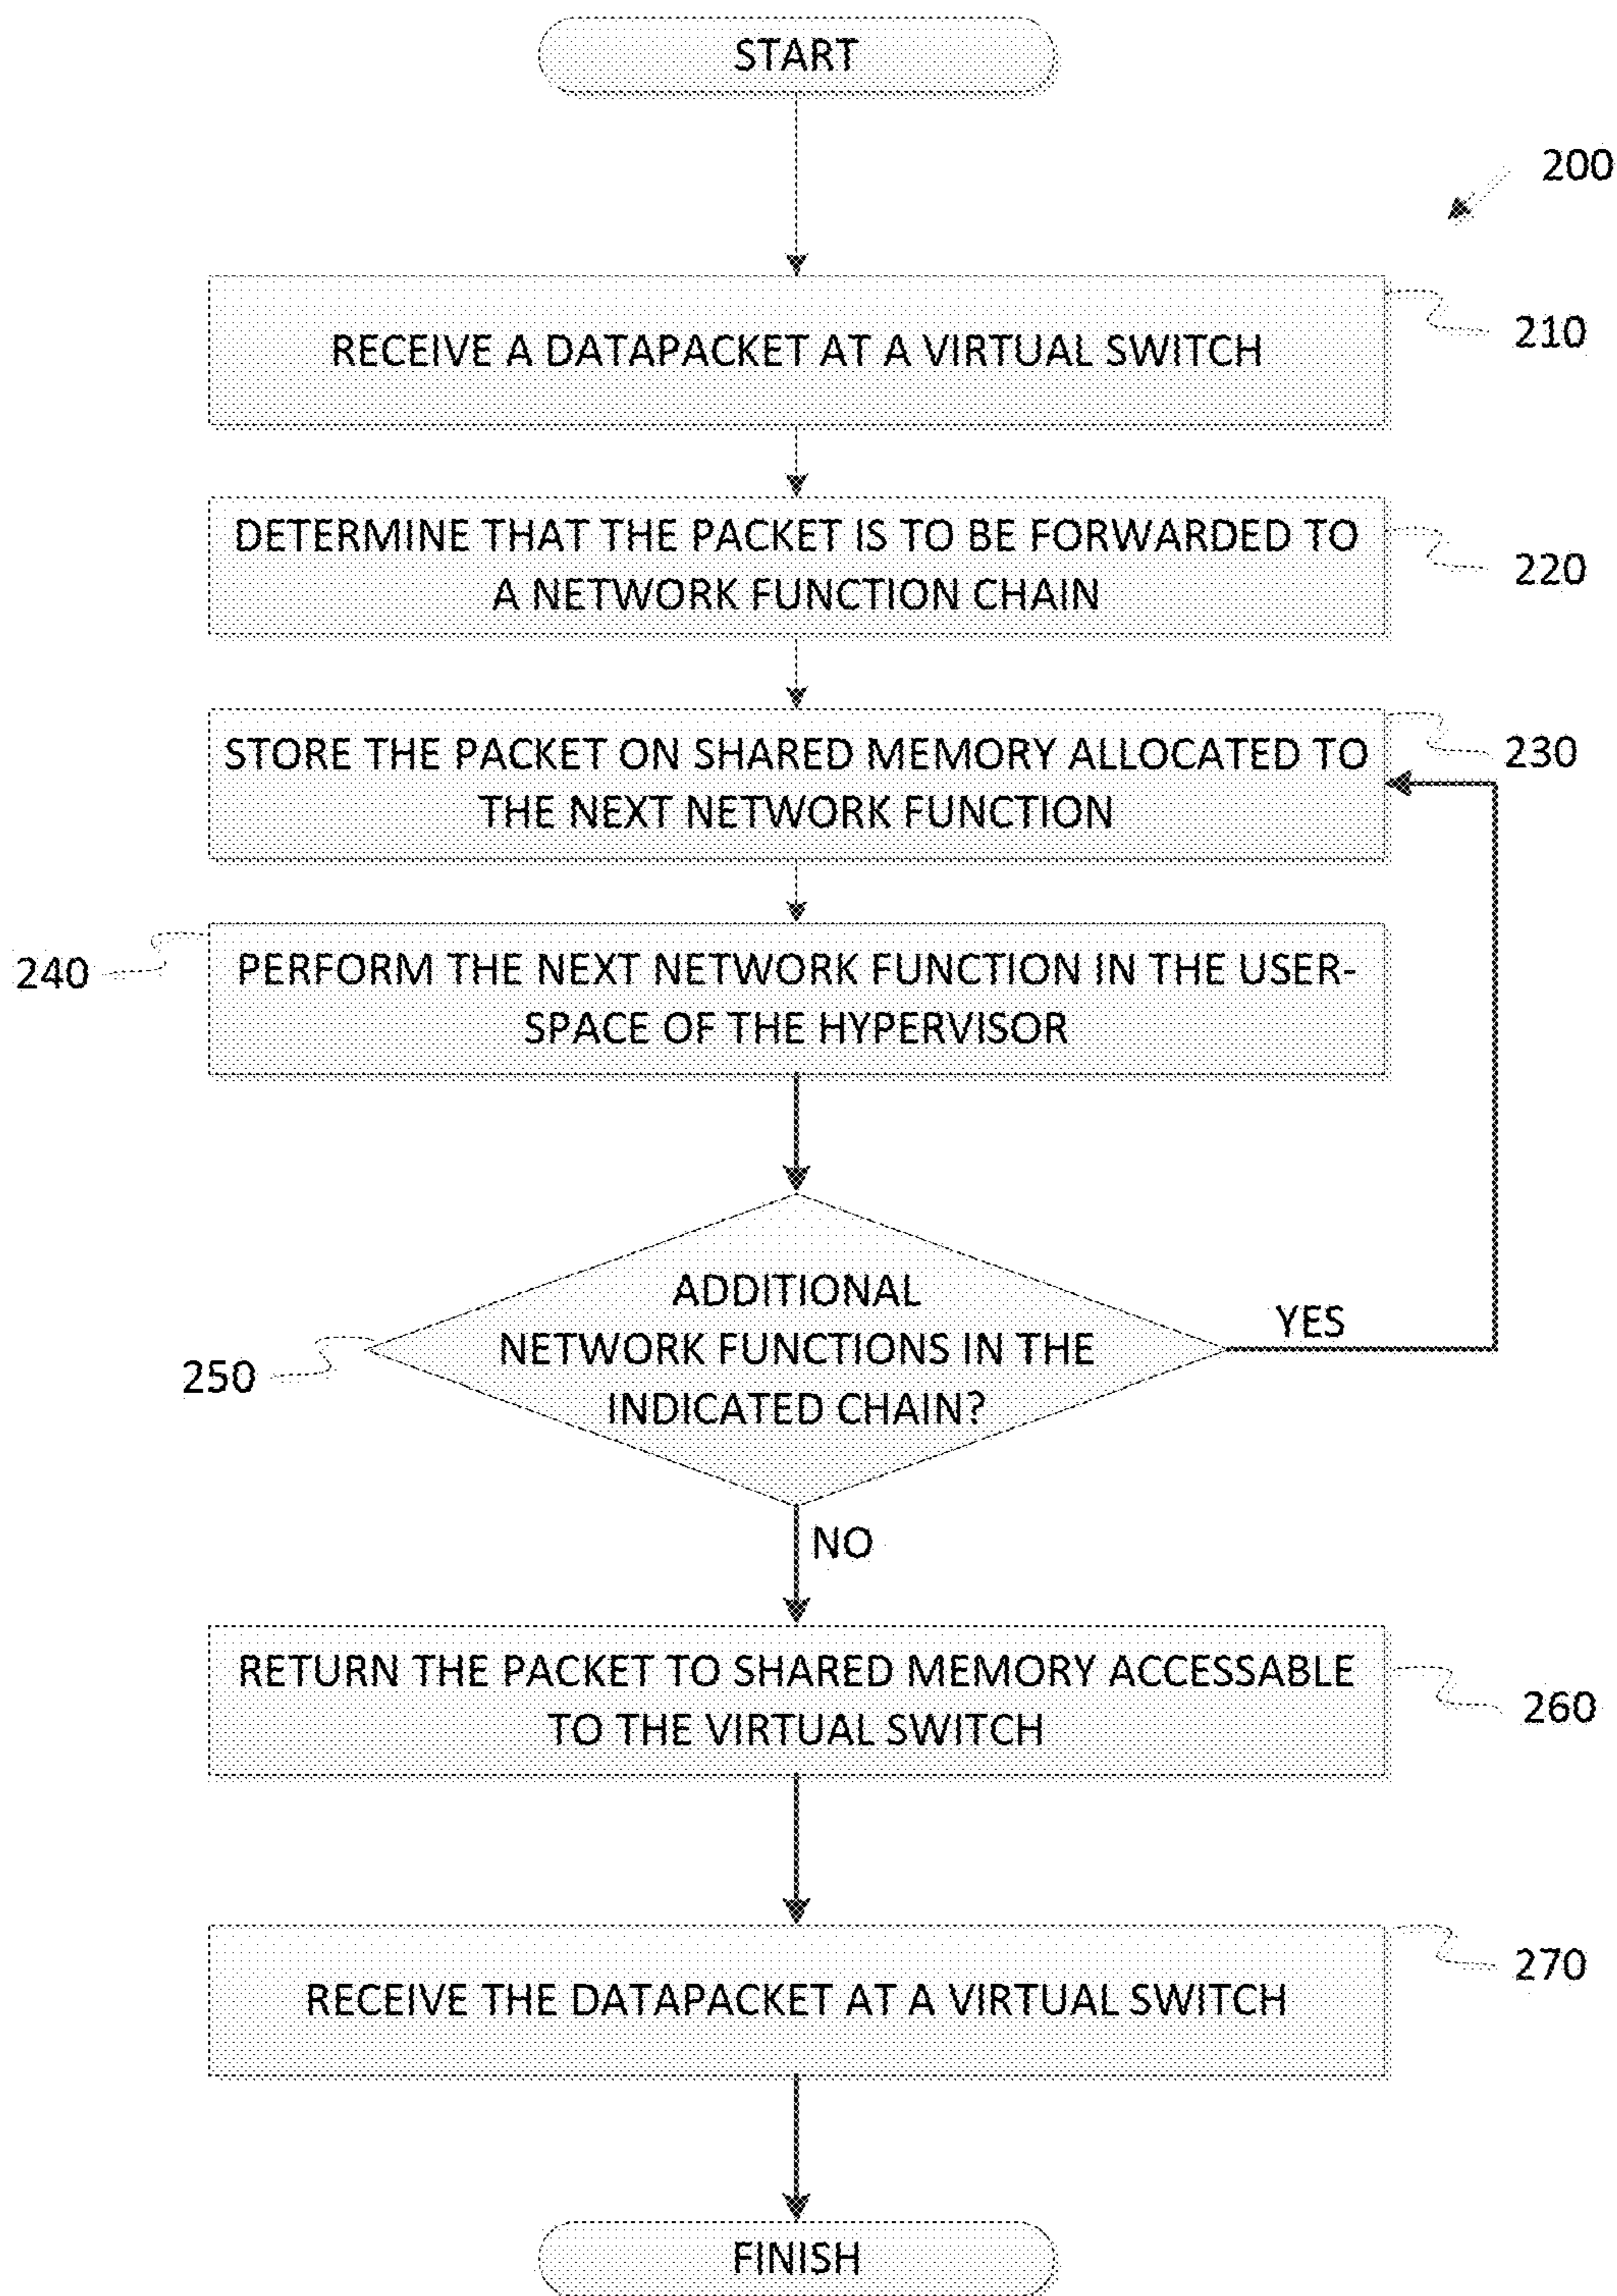 START
200
RECEIVE A DATAPACKET AT A VIRTUAL SWITCH
210
DETERMINE THAT THE PACKET IS TO BE FORWARDED TO
A NETWORK FUNCTION CHAIN
220
STORE THE PACKET ON SHARED MEMORY ALLOCATED TO
THE NEXT NETWORK FUNCTION
230
240
PERFORM THE NEXT NETWORK FUNCTION IN THE USER-
SPACE OF THE HYPERVISOR
250
ADDITIONAL
NETWORK FUNCTIONS IN THE
INDICATED CHAIN?
YES
NO
RETURN THE PACKET TO SHARED MEMORY ACCESSABLE
TO THE VIRTUAL SWITCH
260
RECEIVE THE DATAPACKET AT A VIRTUAL SWITCH
270
FINISH